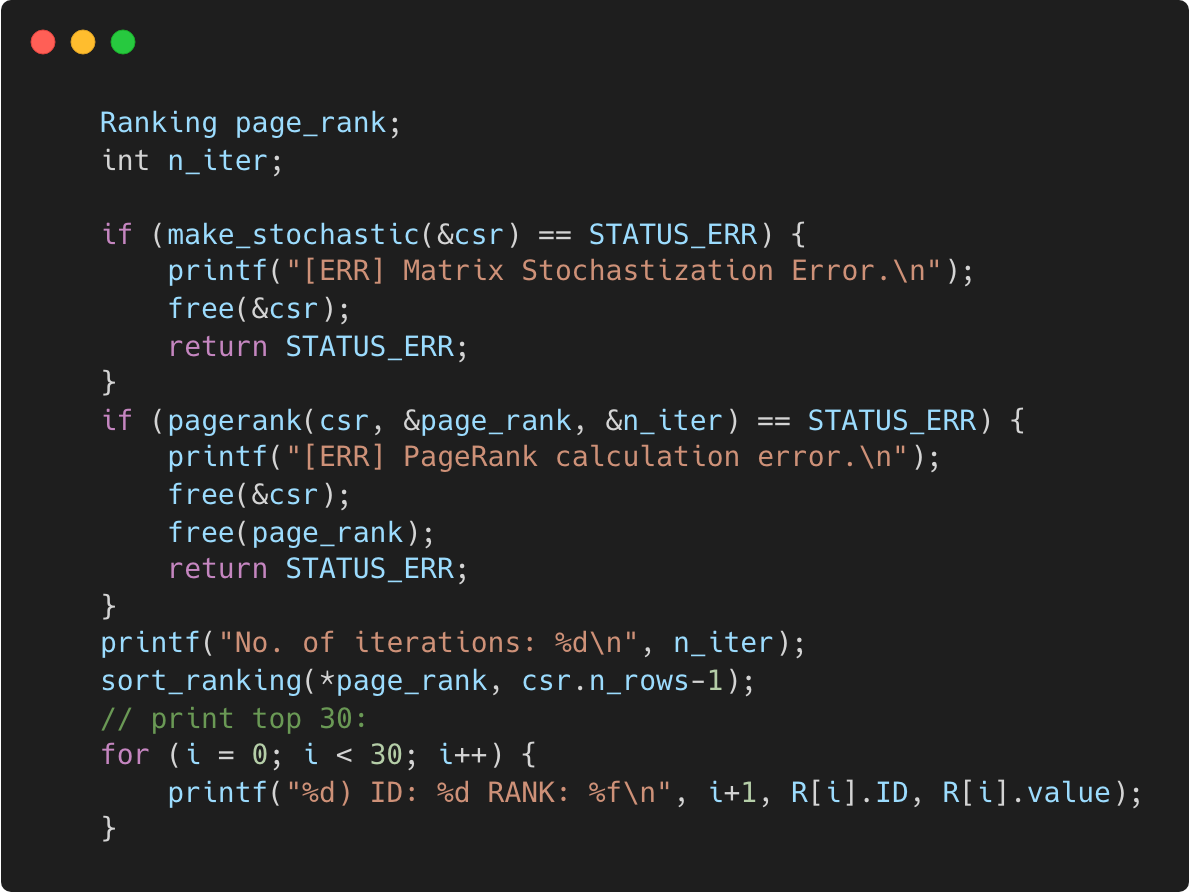 Ranking page_rank;
int n_iter;

if (make_stochastic(&csr) == STATUS_ERR) {
    printf("[ERR] Matrix Stochastization Error.\n");
    free(&csr);
    return STATUS_ERR;
}
if (pagerank(csr, &page_rank, &n_iter) == STATUS_ERR) {
    printf("[ERR] PageRank calculation error.\n");
    free(&csr);
    free(page_rank);
    return STATUS_ERR;
}
printf("No. of iterations: %d\n", n_iter);
sort_ranking(*page_rank, csr.n_rows-1);
// print top 30:
for (i = 0; i < 30; i++) {
    printf("%d) ID: %d RANK: %f\n", i+1, R[i].ID, R[i].value);
}